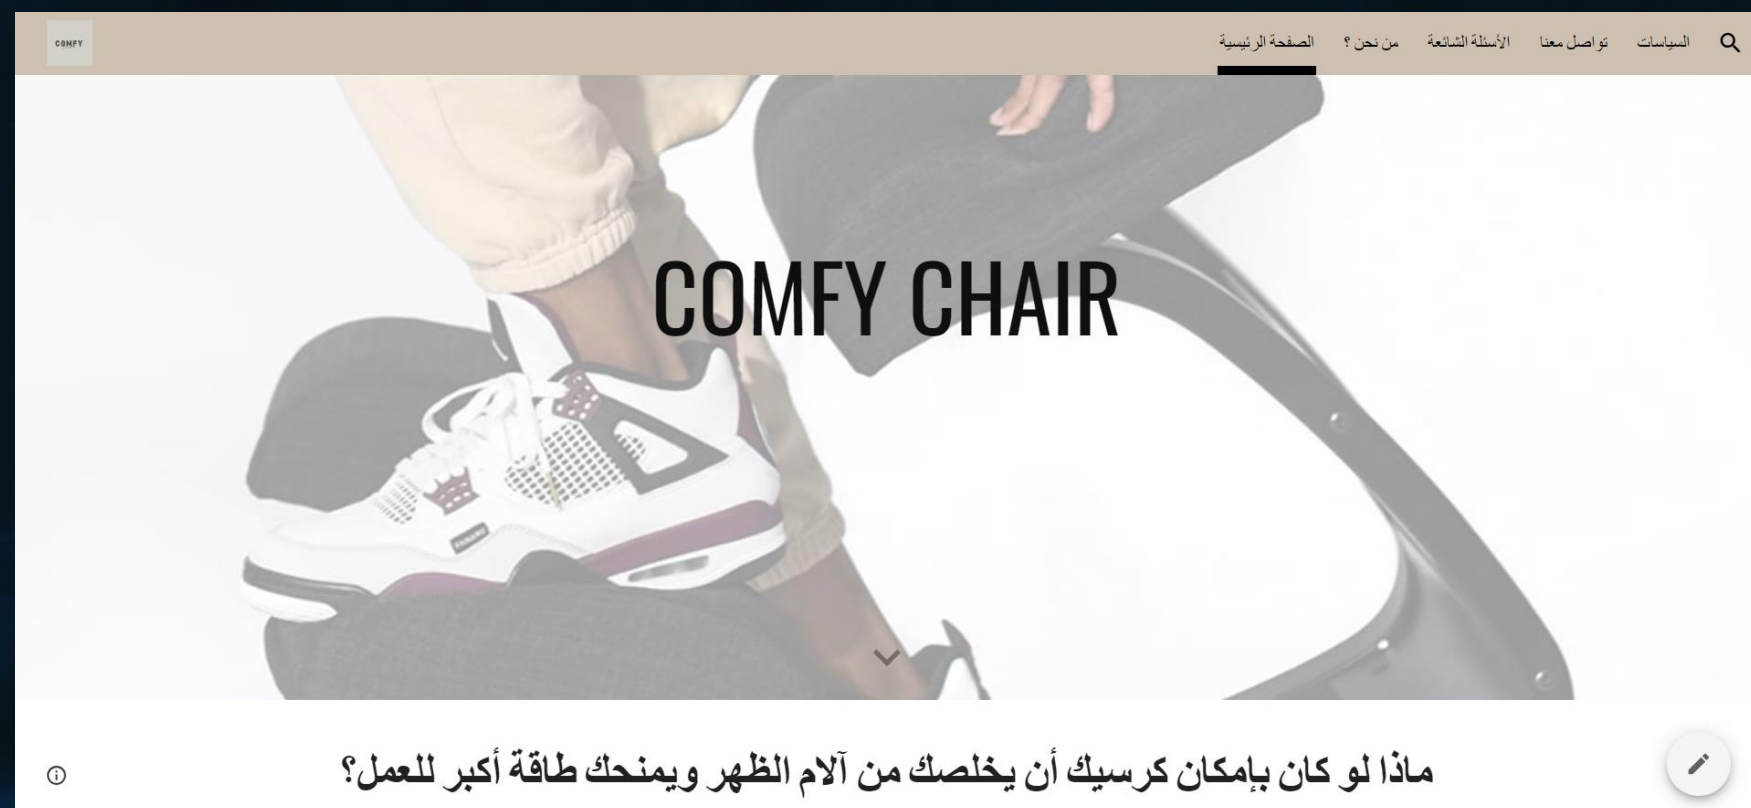 COMFY
الصفحة الرئيسية
من نحن ؟
الأسئلة الشائعة
تواصل معنا
السياسات
COMFY CHAIR
ماذا لو كان بإمكان كرسيك أن يخلصك من آلام الظهر ويمنحك طاقة أكبر للعمل؟